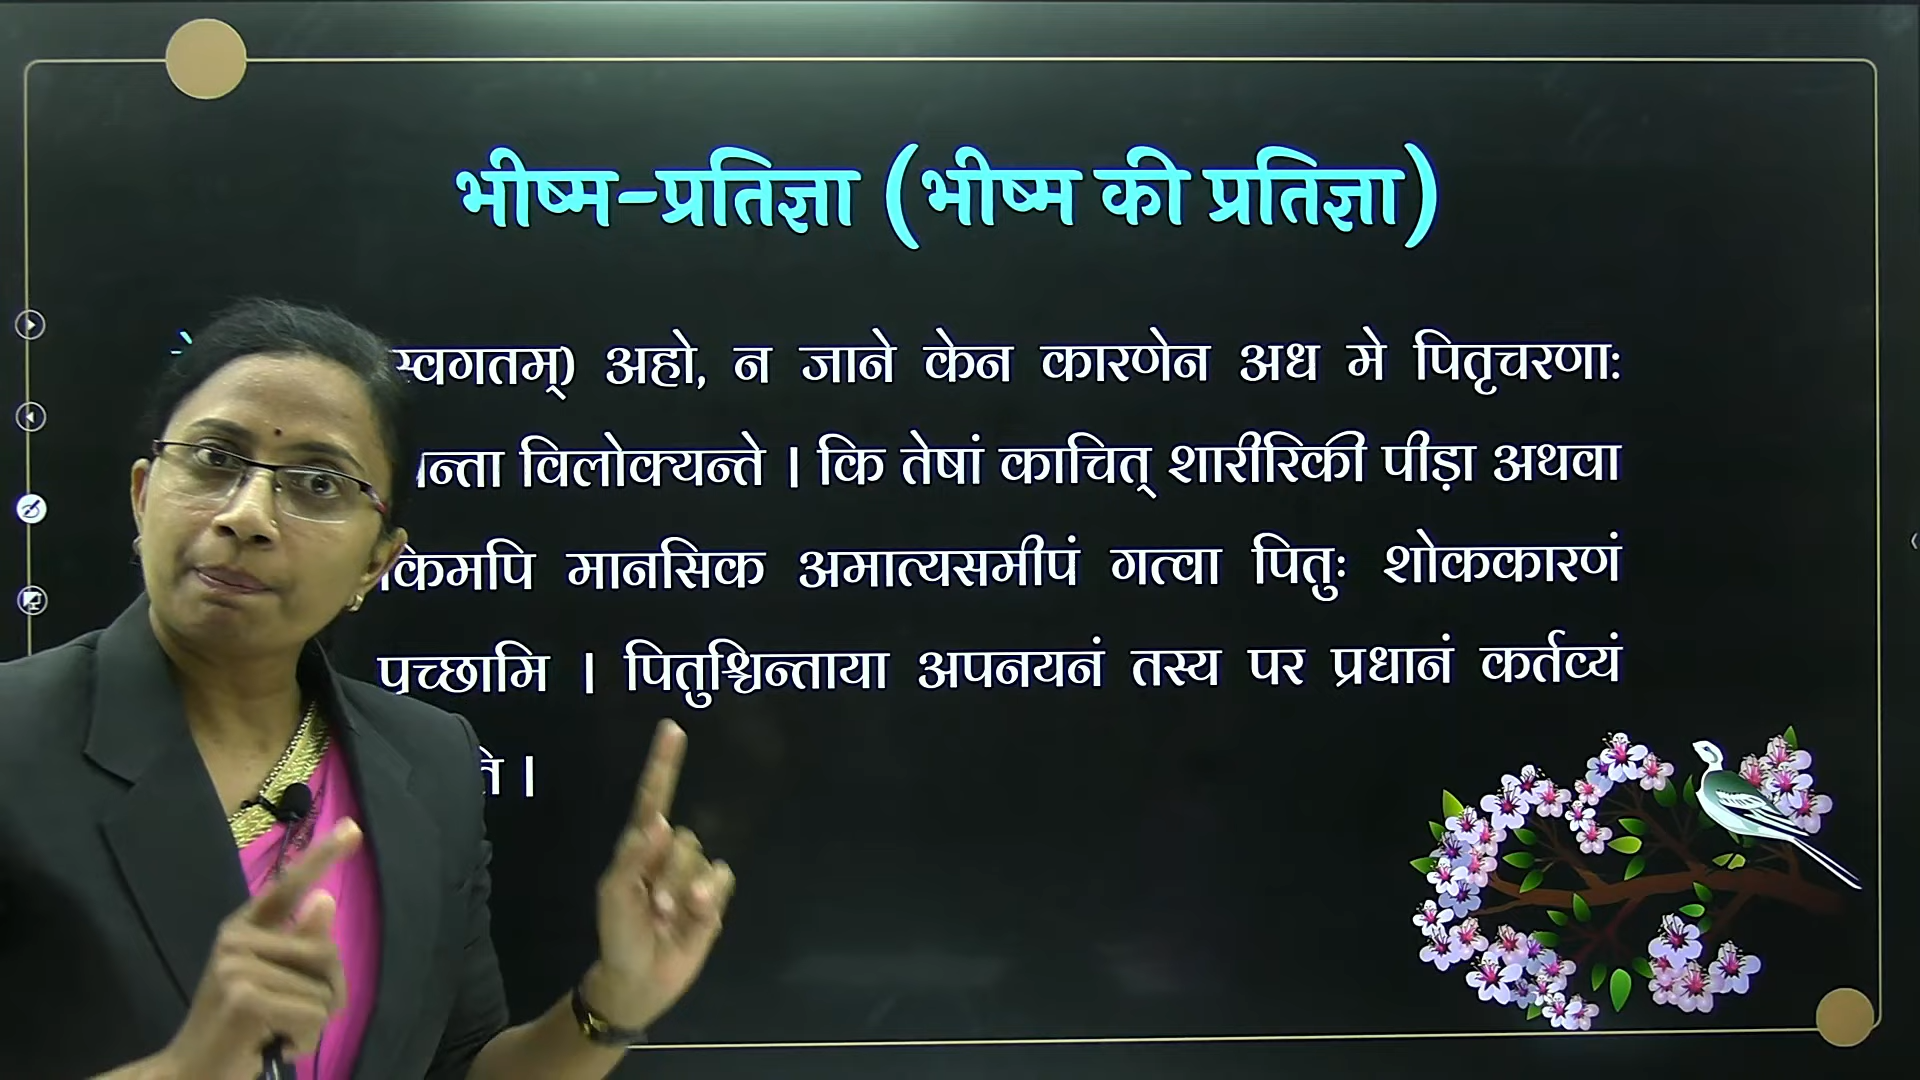 भीष्म-प्रतिज्ञा (भीष्म की प्रतिज्ञा)
स्वगतम्) अहो, न जाने केन कारणेन अध मे पितृचरणाः
विलोक्यन्ते । कि तेषां काचित् शारीरिकी पीड़ा अथवा
किमपि मानसिक अमात्यसमीपं गत्वा पितुः शोककारणं
पृच्छामि । पितुश्चिन्ताया अपनयनं तस्य पर प्रधानं कर्तव्यं